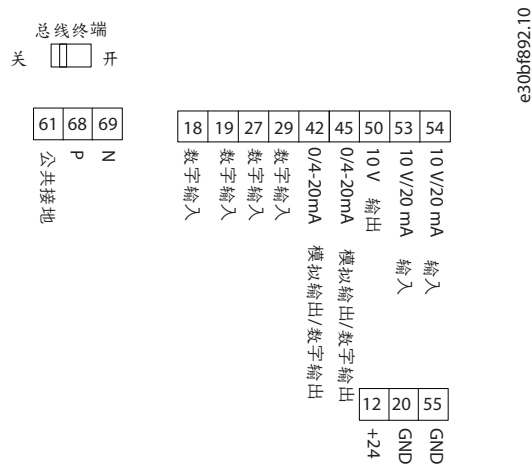 总线终端
关 开
61 68 69
公共接地
P
N
18 19 27 29 42 45 50 53 54
数字输入
数字输入
数字输入
数字输入
0/4-20mA 模拟输出/数字输出
0/4-20mA 模拟输出/数字输出
10 V 输出
10 V/20 mA 输入
10 V/20 mA 输入
12 20 55
+24
GND
GND
e30bf892.10